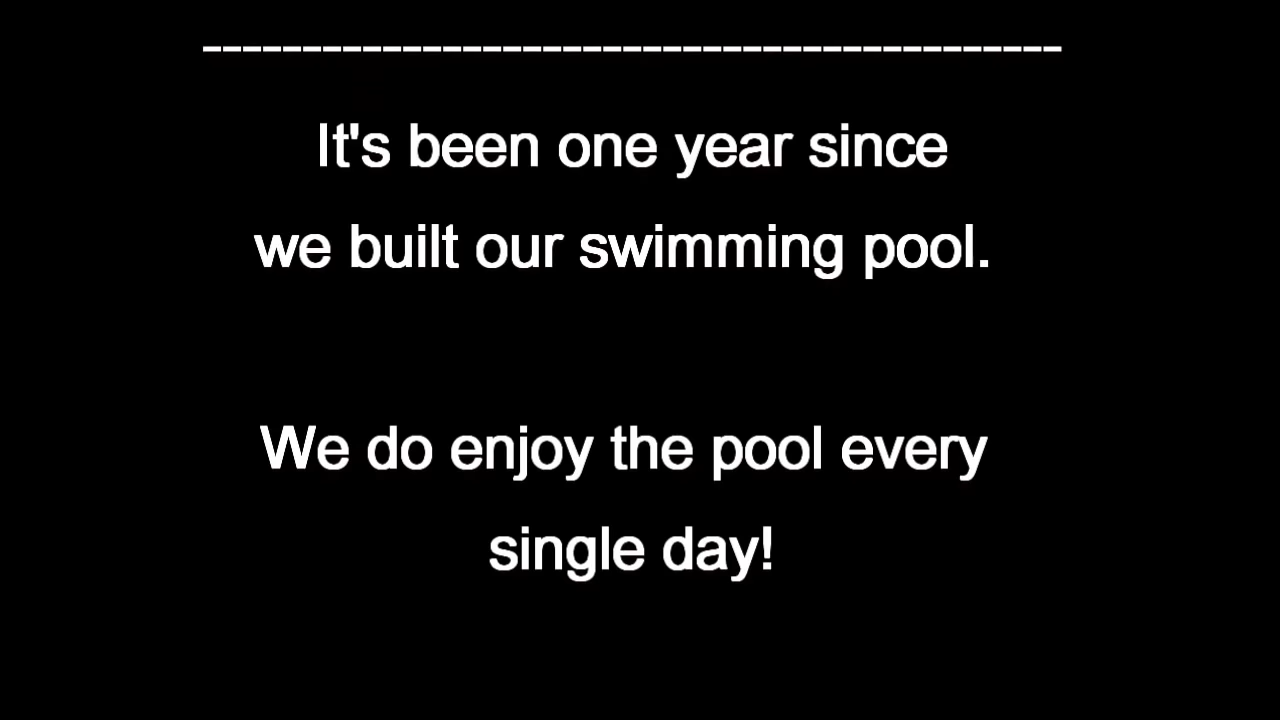 -------------------------------------------
It's been one year since
we built our swimming pool.
We do enjoy the pool every
single day!